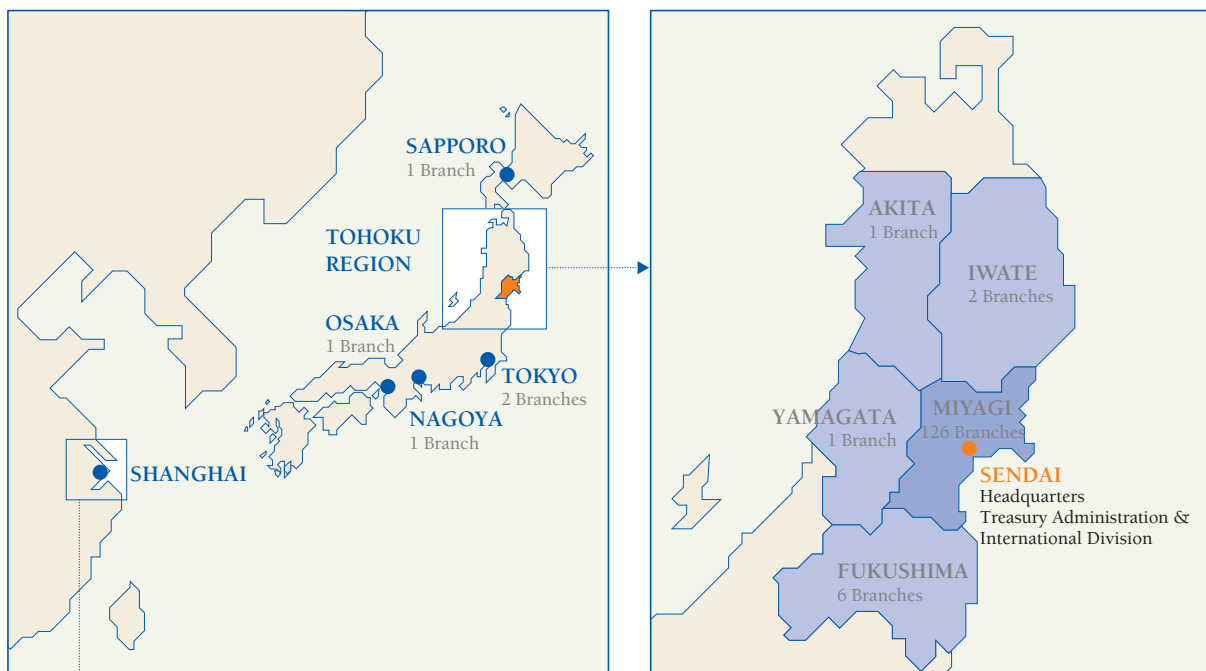 SAPPORO
1 Branch
TOHOKU
REGION
OSAKA
1 Branch
TOKYO
2 Branches
NAGOYA
1 Branch
SHANGHAI
AKITA
1 Branch
IWATE
2 Branches
YAMAGATA
1 Branch
MIYAGI
126 Branches
SENDAI
Headquarters
Treasury Administration &
International Division
FUKUSHIMA
6 Branches